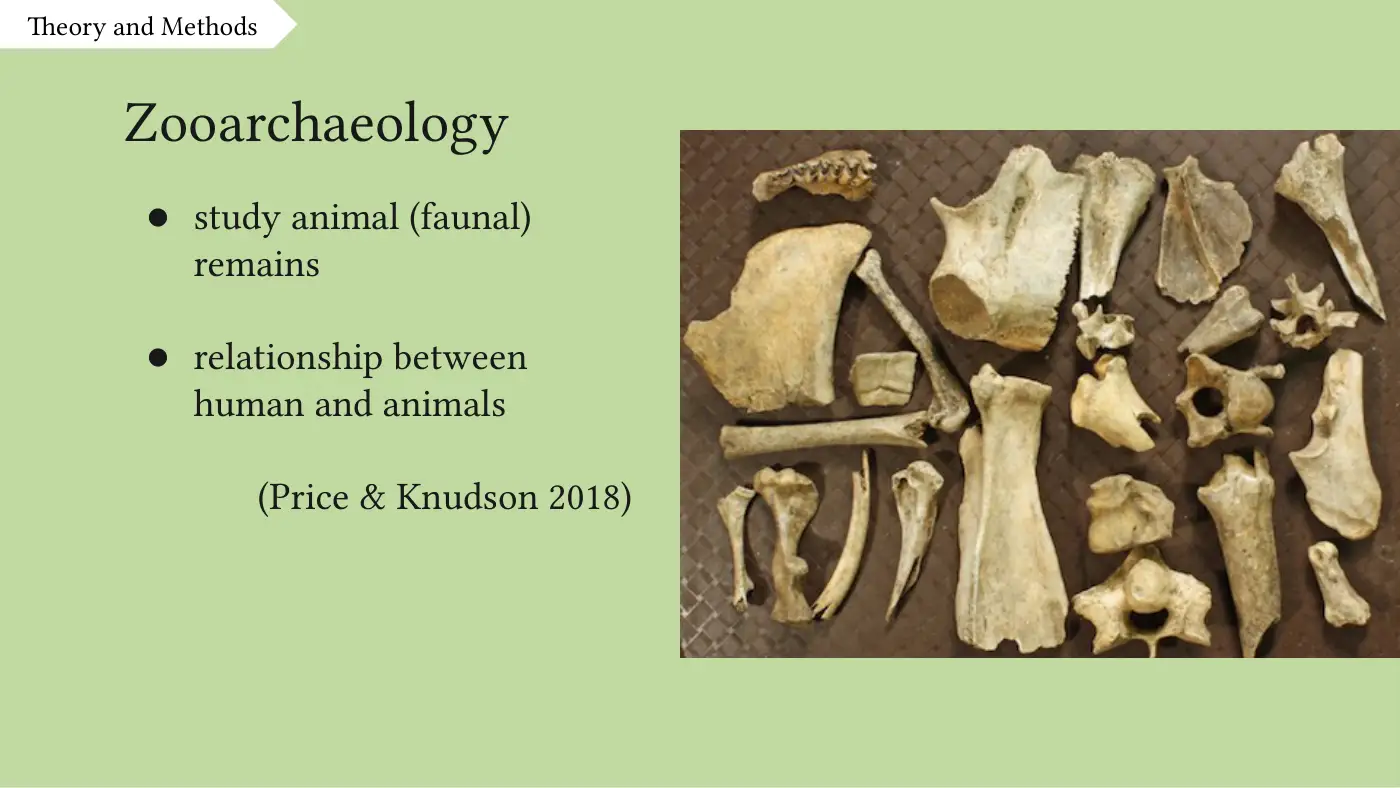 Theory and Methods
Zooarchaeology
● study animal (faunal)
remains
● relationship between
human and animals
(Price & Knudson 2018)